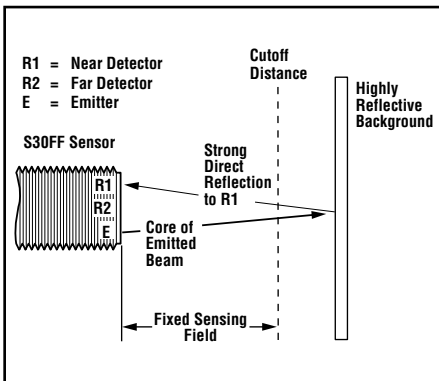 R1 = Near Detector
R2 = Far Detector
E = Emitter
S30FF Sensor
R1
R2
E
Cutoff
Distance
Highly
Reflective
Background
Strong
Direct
Reflection
to R1
Core of
Emitted
Beam
Fixed Sensing
Field